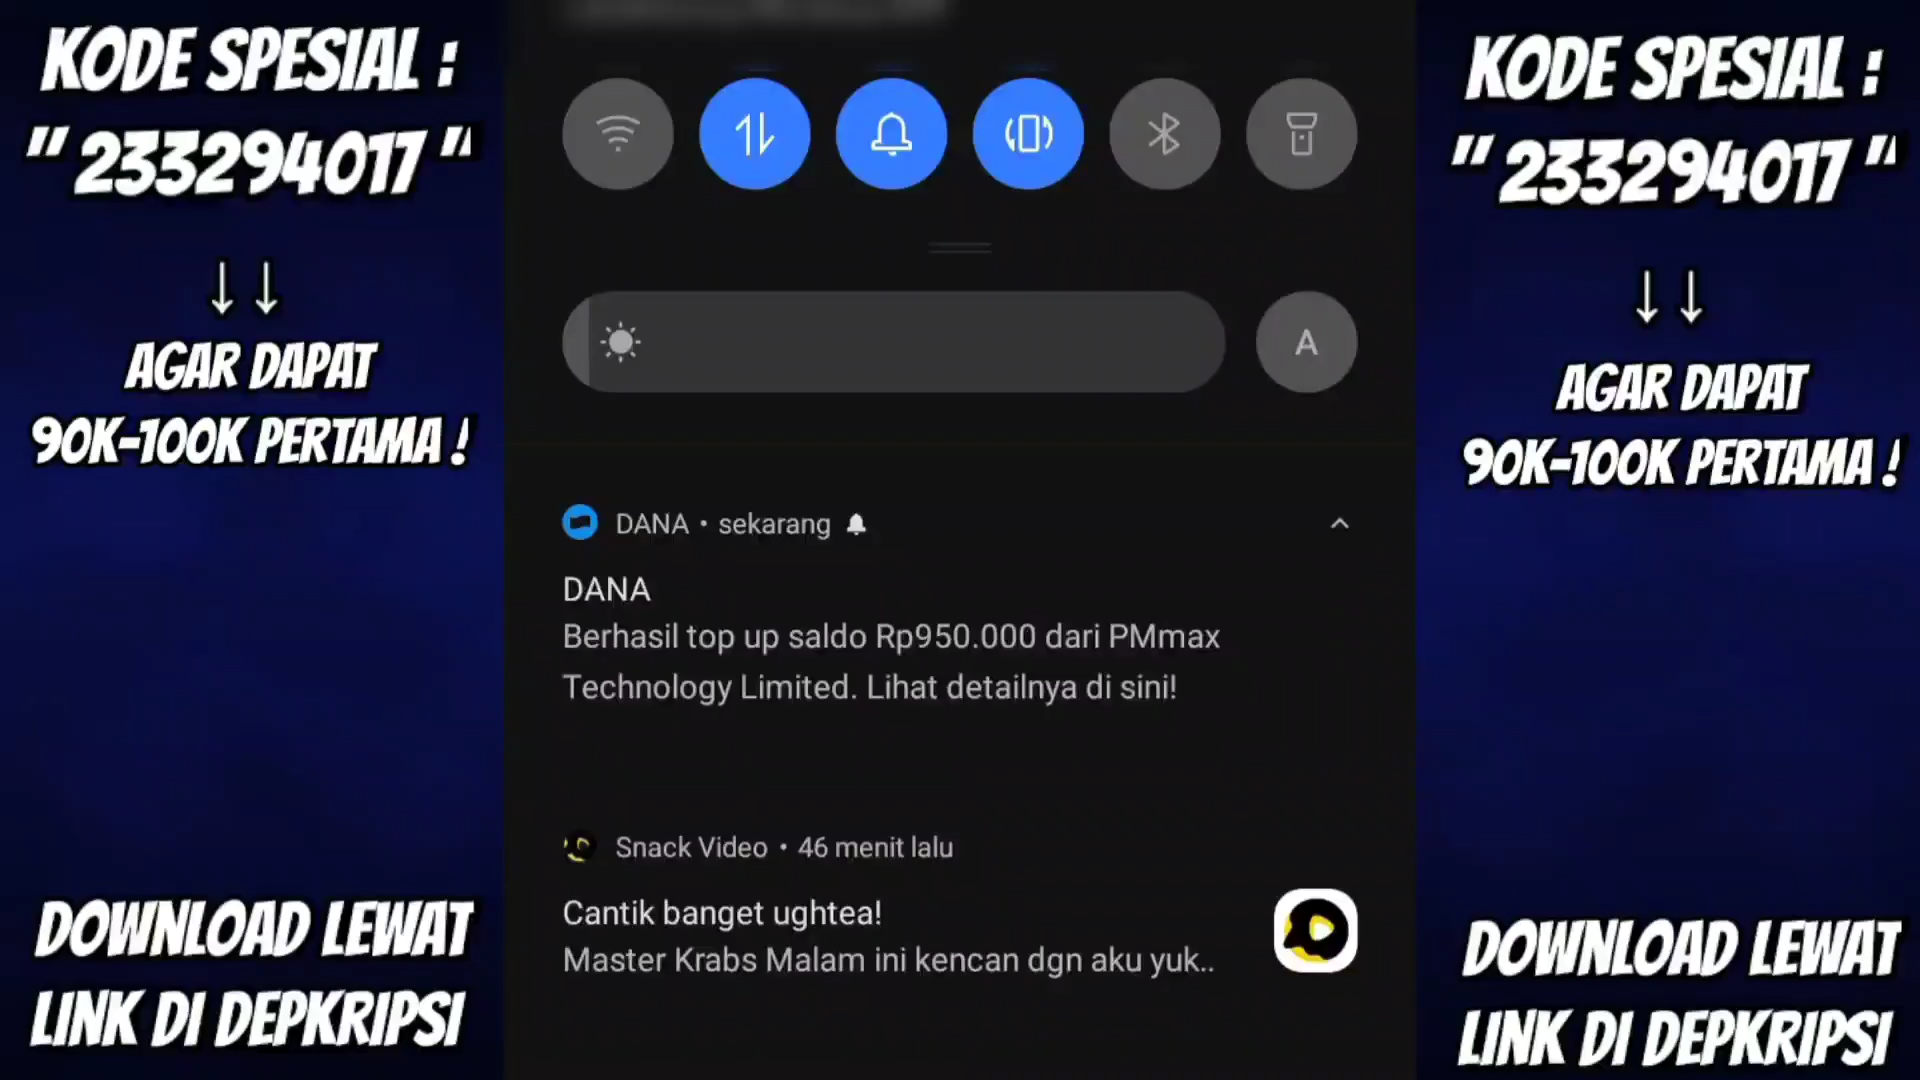 KODE SPESIAL :
" 233294017 "
↓↓
AGAR DAPAT
90K-100K PERTAMA !
DOWNLOAD LEWAT
LINK DI DEPKRIPSI
A
DANA • sekarang
DANA
Berhasil top up saldo Rp950.000 dari PMmax
Technology Limited. Lihat detailnya di sini!
Snack Video • 46 menit lalu
Cantik banget ughtea!
Master Krabs Malam ini kencan dgn aku yuk..
KODE SPESIAL :
" 233294017 "
↓↓
AGAR DAPAT
90K-100K PERTAMA !
DOWNLOAD LEWAT
LINK DI DEPKRIPSI